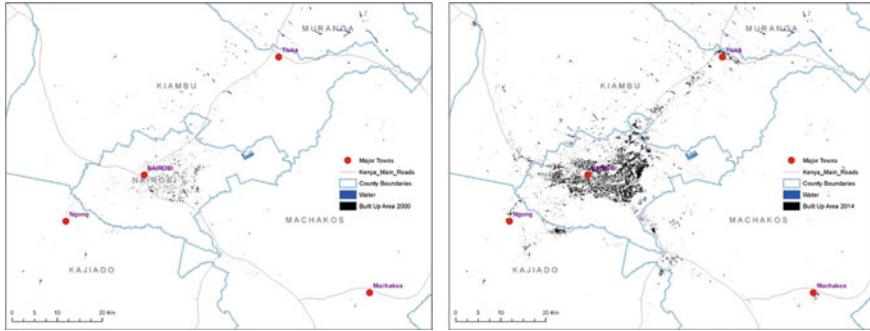 MURANGA
Thika
KIAMBU
NAIROBI
NAIROBI
Major Towns
Kenya_Main_Roads
County Boundaries
Water
Built Up Area 2000
Ngong
MACHAKOS
KAJIADO
Machakos
0 5 10 20 Km
MURANGA
Thika
KIAMBU
NAIROBI
Major Towns
Kenya_Main_Roads
County Boundaries
Water
Built Up Area 2014
Ngong
MACHAKOS
KAJIADO
Machakos
0 5 10 20 Km